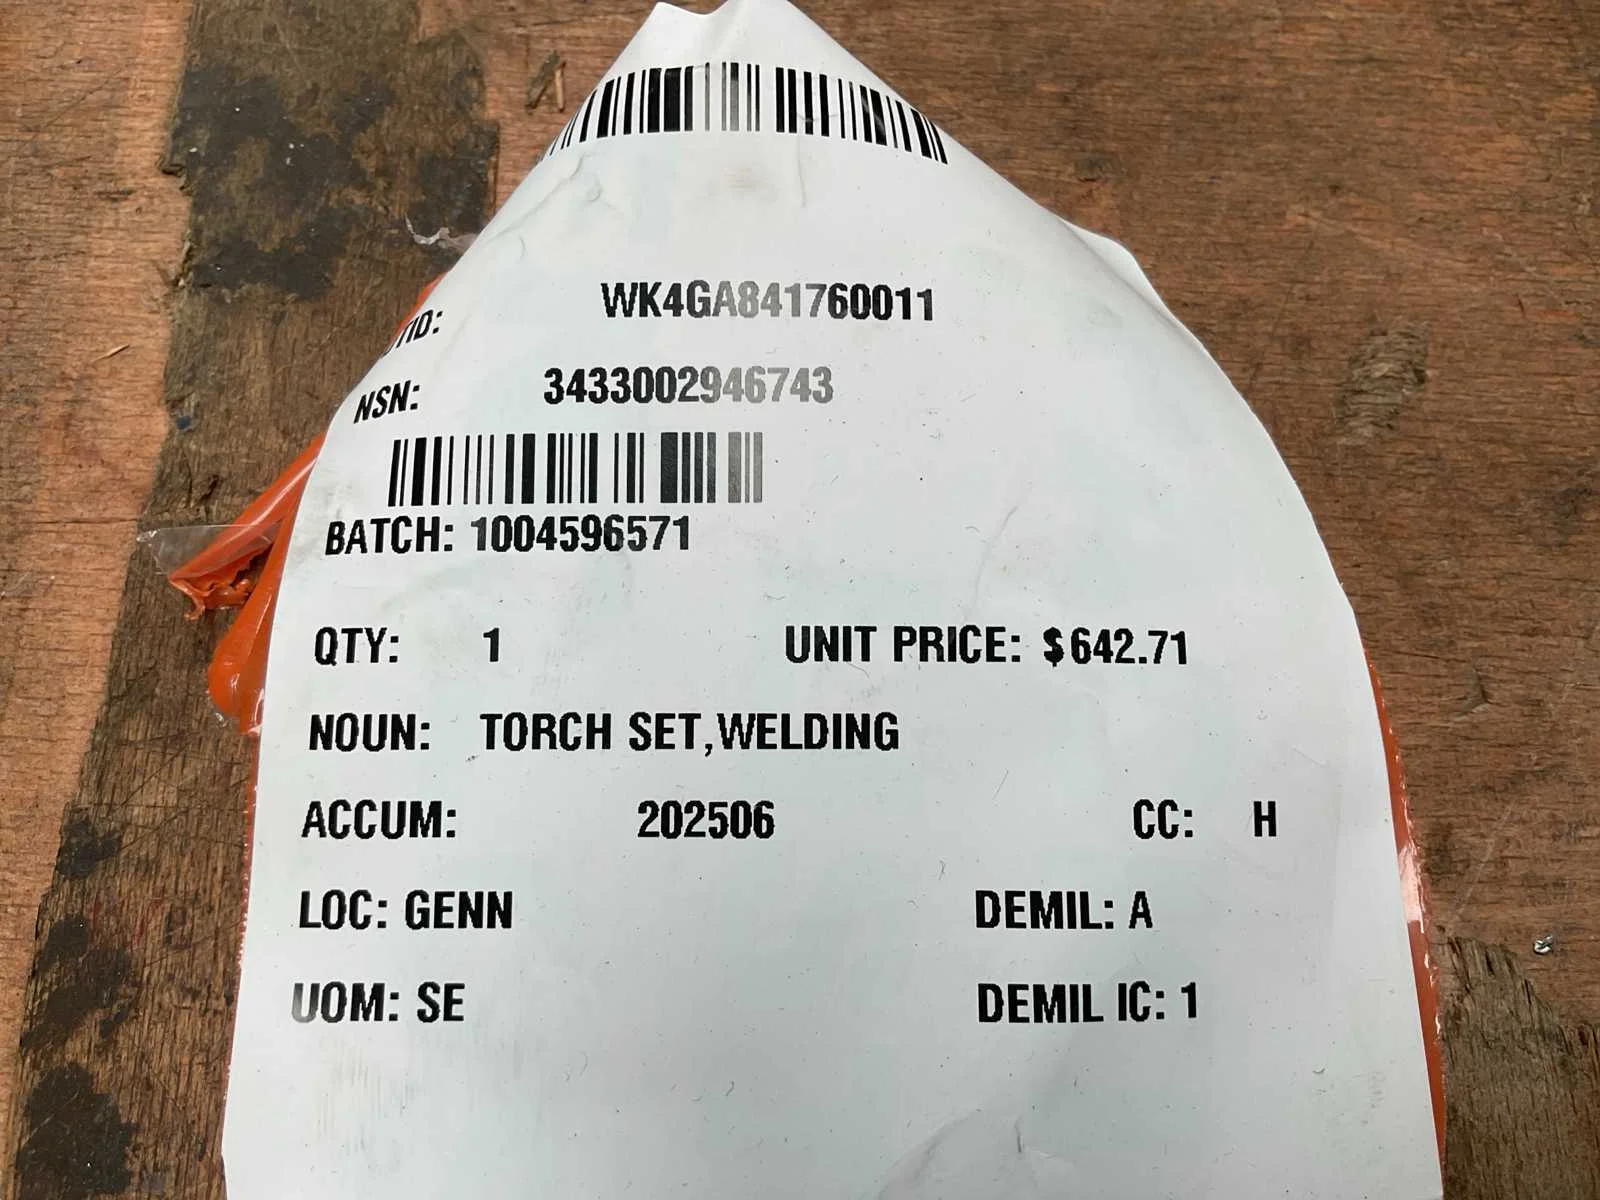 TID: WK4GA841760011
NSN: 3433002946743
BATCH: 1004596571
QTY: 1 UNIT PRICE: $642.71
NOUN: TORCH SET,WELDING
ACCUM: 202506 CC: H
LOC: GENN DEMIL: A
UOM: SE DEMIL IC: 1